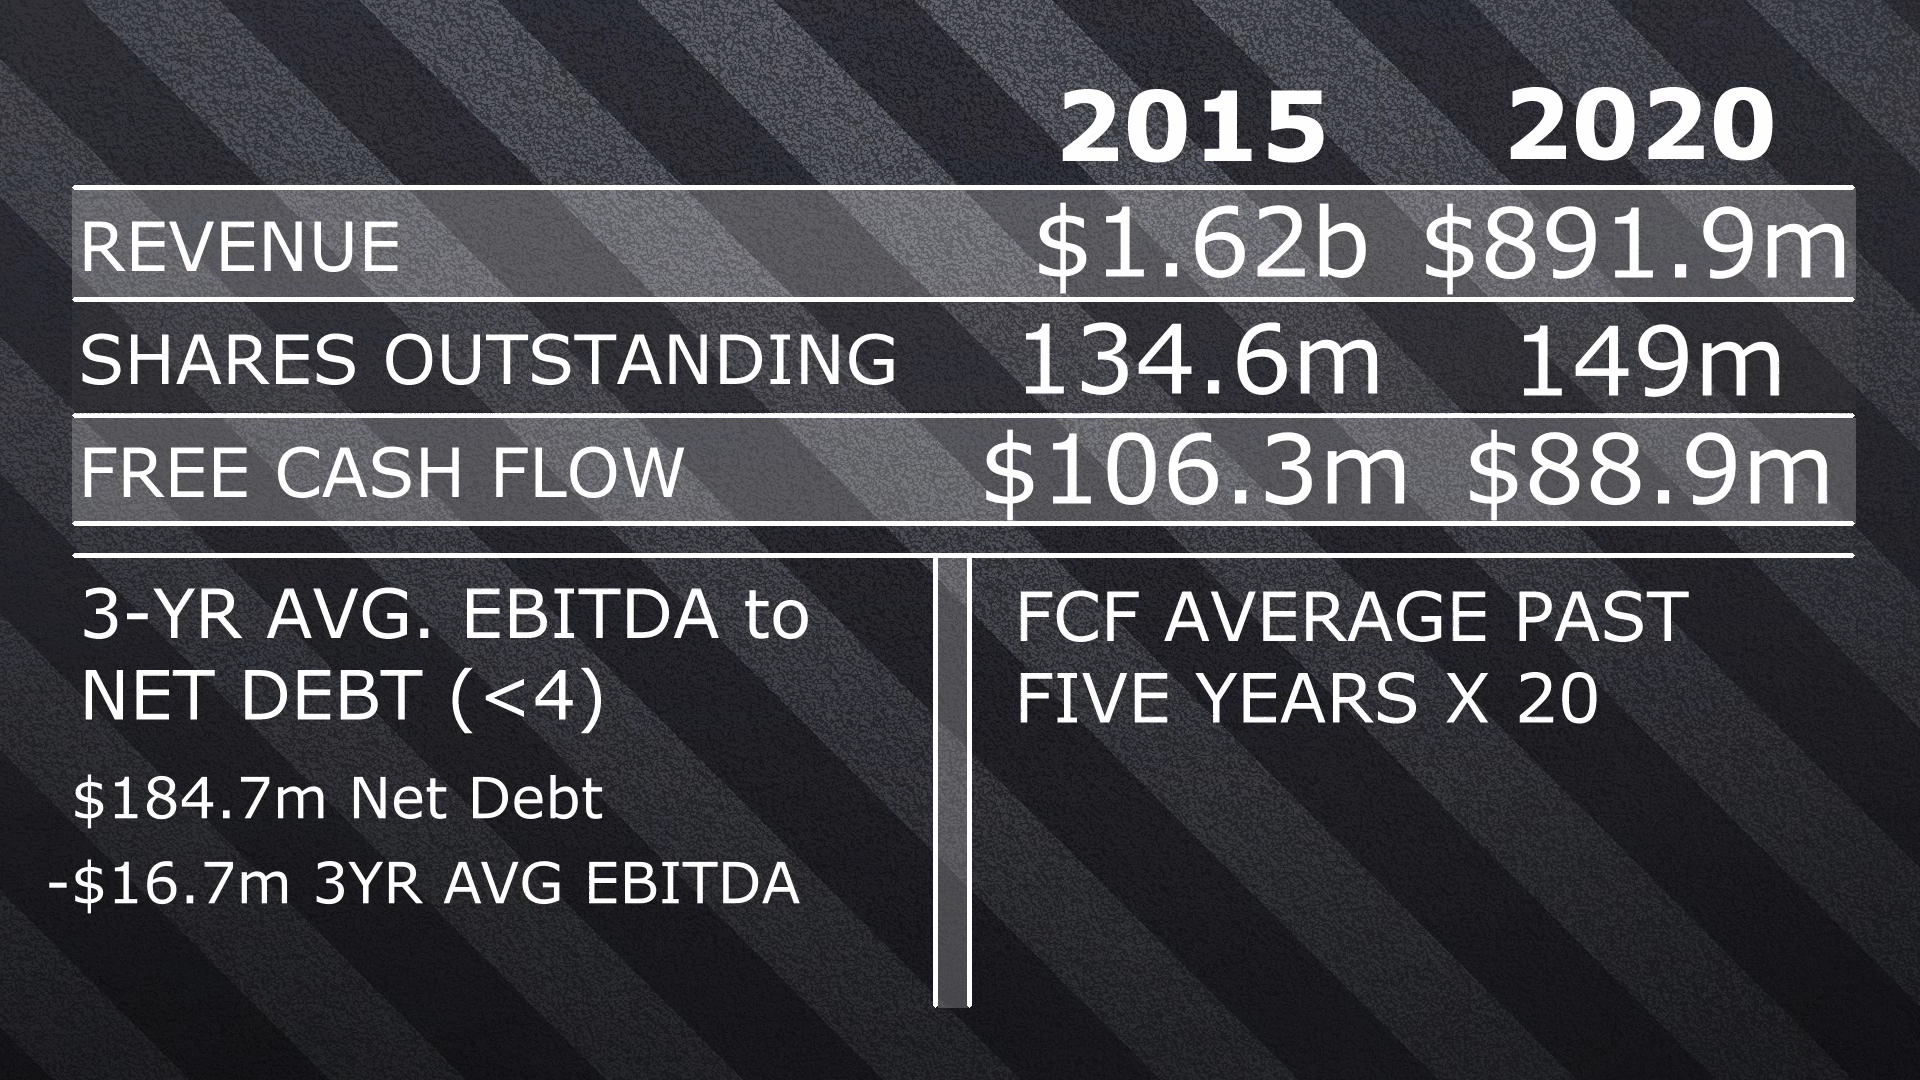 2015 2020
REVENUE $1.62b $891.9m
SHARES OUTSTANDING 134.6m 149m
FREE CASH FLOW $106.3m $88.9m
3-YR AVG. EBITDA to
NET DEBT (<4)
$184.7m Net Debt
-$16.7m 3YR AVG EBITDA
FCF AVERAGE PAST
FIVE YEARS X 20